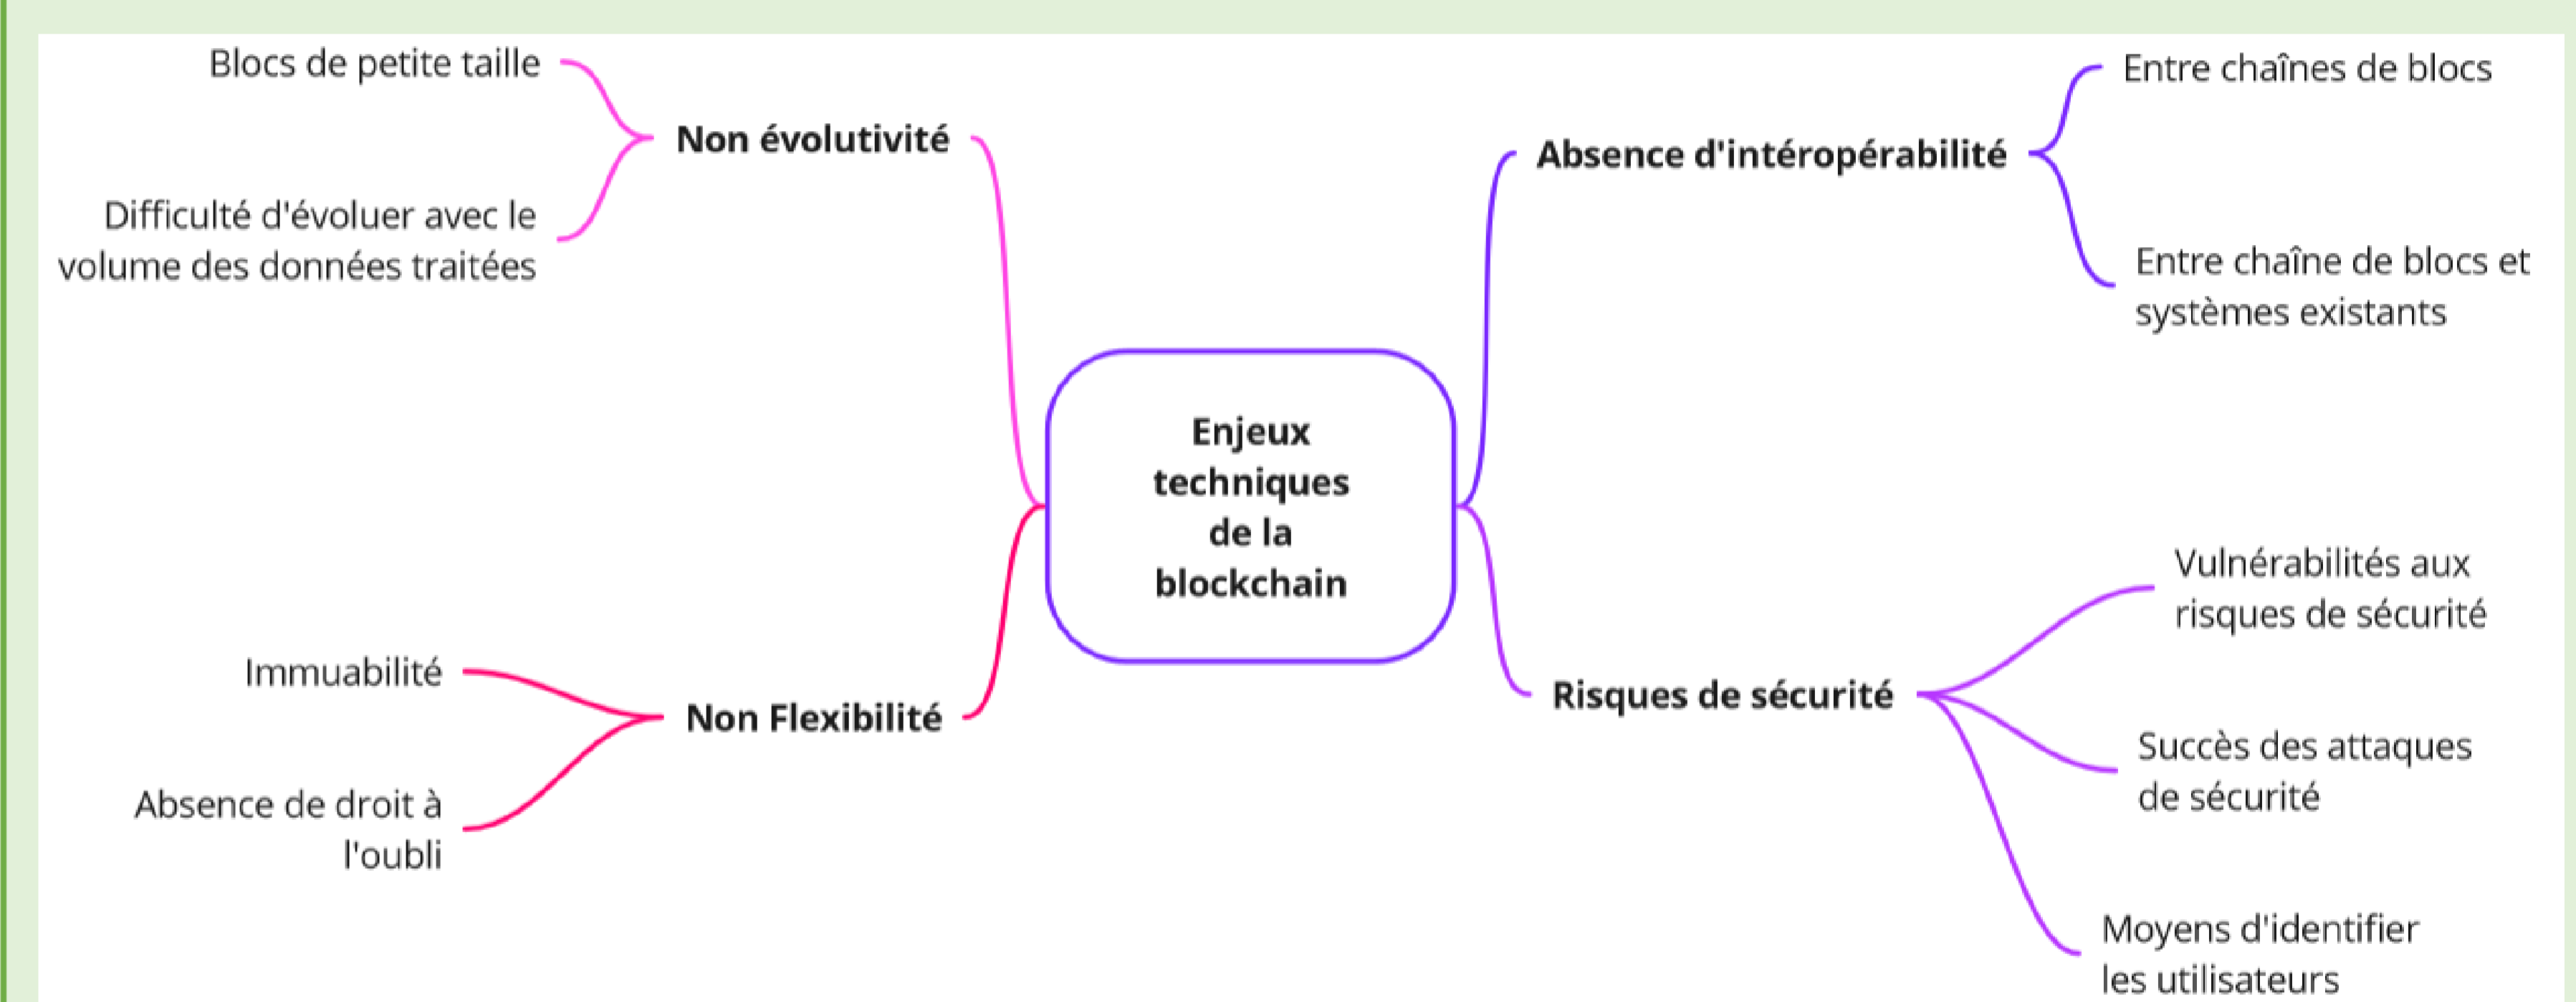 Blocs de petite taille
Non évolutivité
Difficulté d'évoluer avec le
volume des données traitées
Entre chaînes de blocs
Absence d'intéropérabilité
Entre chaîne de blocs et
systèmes existants
Enjeux
techniques
de la
blockchain
Immuabilité
Non Flexibilité
Absence de droit à
l'oubli
Vulnérabilités aux
risques de sécurité
Risques de sécurité
Succès des attaques
de sécurité
Moyens d'identifier
les utilisateurs